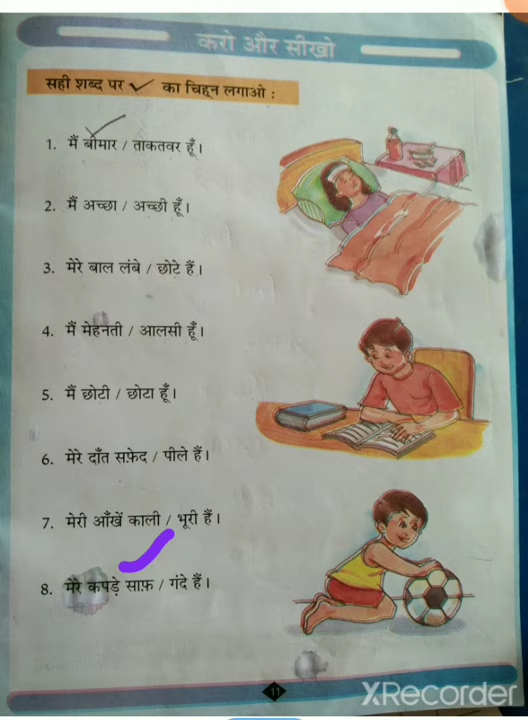 करो और सीखो
सही शब्द पर ✓ का चिह्न लगाओ :
1. मैं बीमार / ताकतवर हूँ।
2. मैं अच्छा / अच्छी हूँ।
3. मेरे बाल लंबे / छोटे हैं।
4. मैं मेहनती / आलसी हूँ।
5. मैं छोटी / छोटा हूँ।
6. मेरे दाँत सफ़ेद / पीले हैं।
7. मेरी आँखें काली / भूरी हैं।
8. मेरे कपड़े साफ़ / गंदे हैं।
11
XRecorder